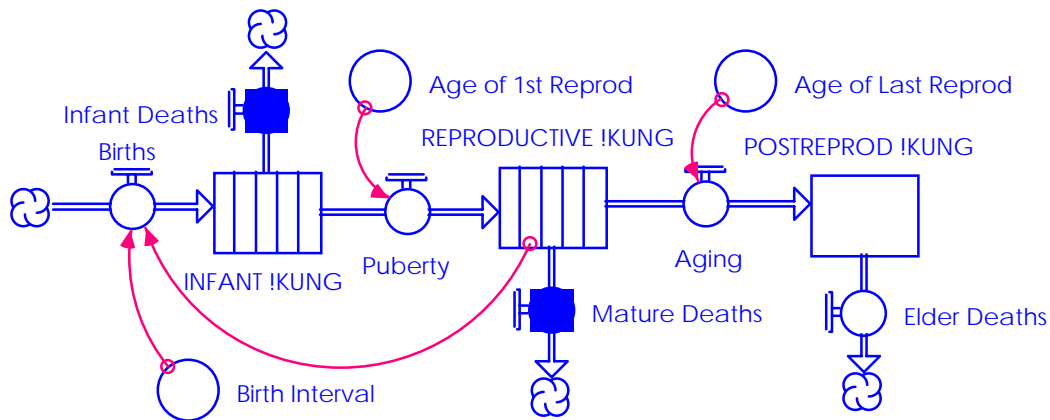 Infant Deaths
Age of 1st Reprod
Age of Last Reprod
Births
REPRODUCTIVE !KUNG
POSTREPROD !KUNG
INFANT !KUNG
Puberty
Aging
Mature Deaths
Elder Deaths
Birth Interval